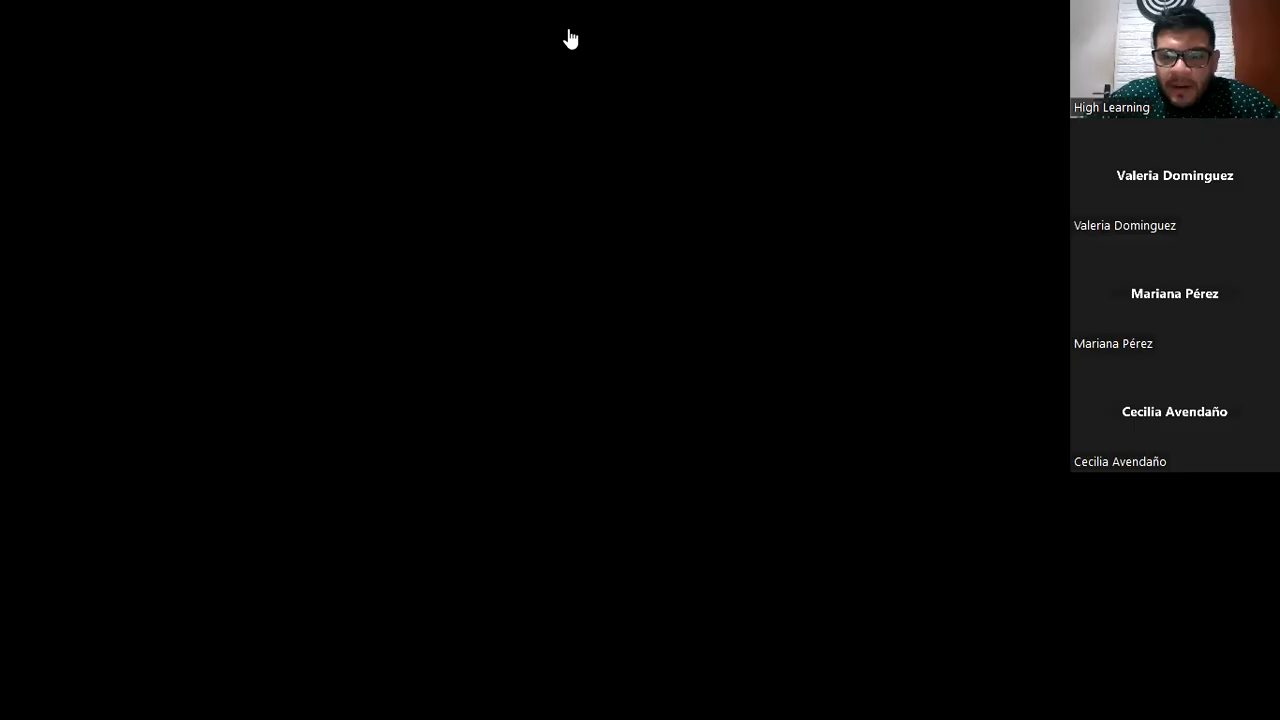 High Learning
Valeria Dominguez
Valeria Dominguez
Mariana Pérez
Mariana Pérez
Cecilia Avendaño
Cecilia Avendaño